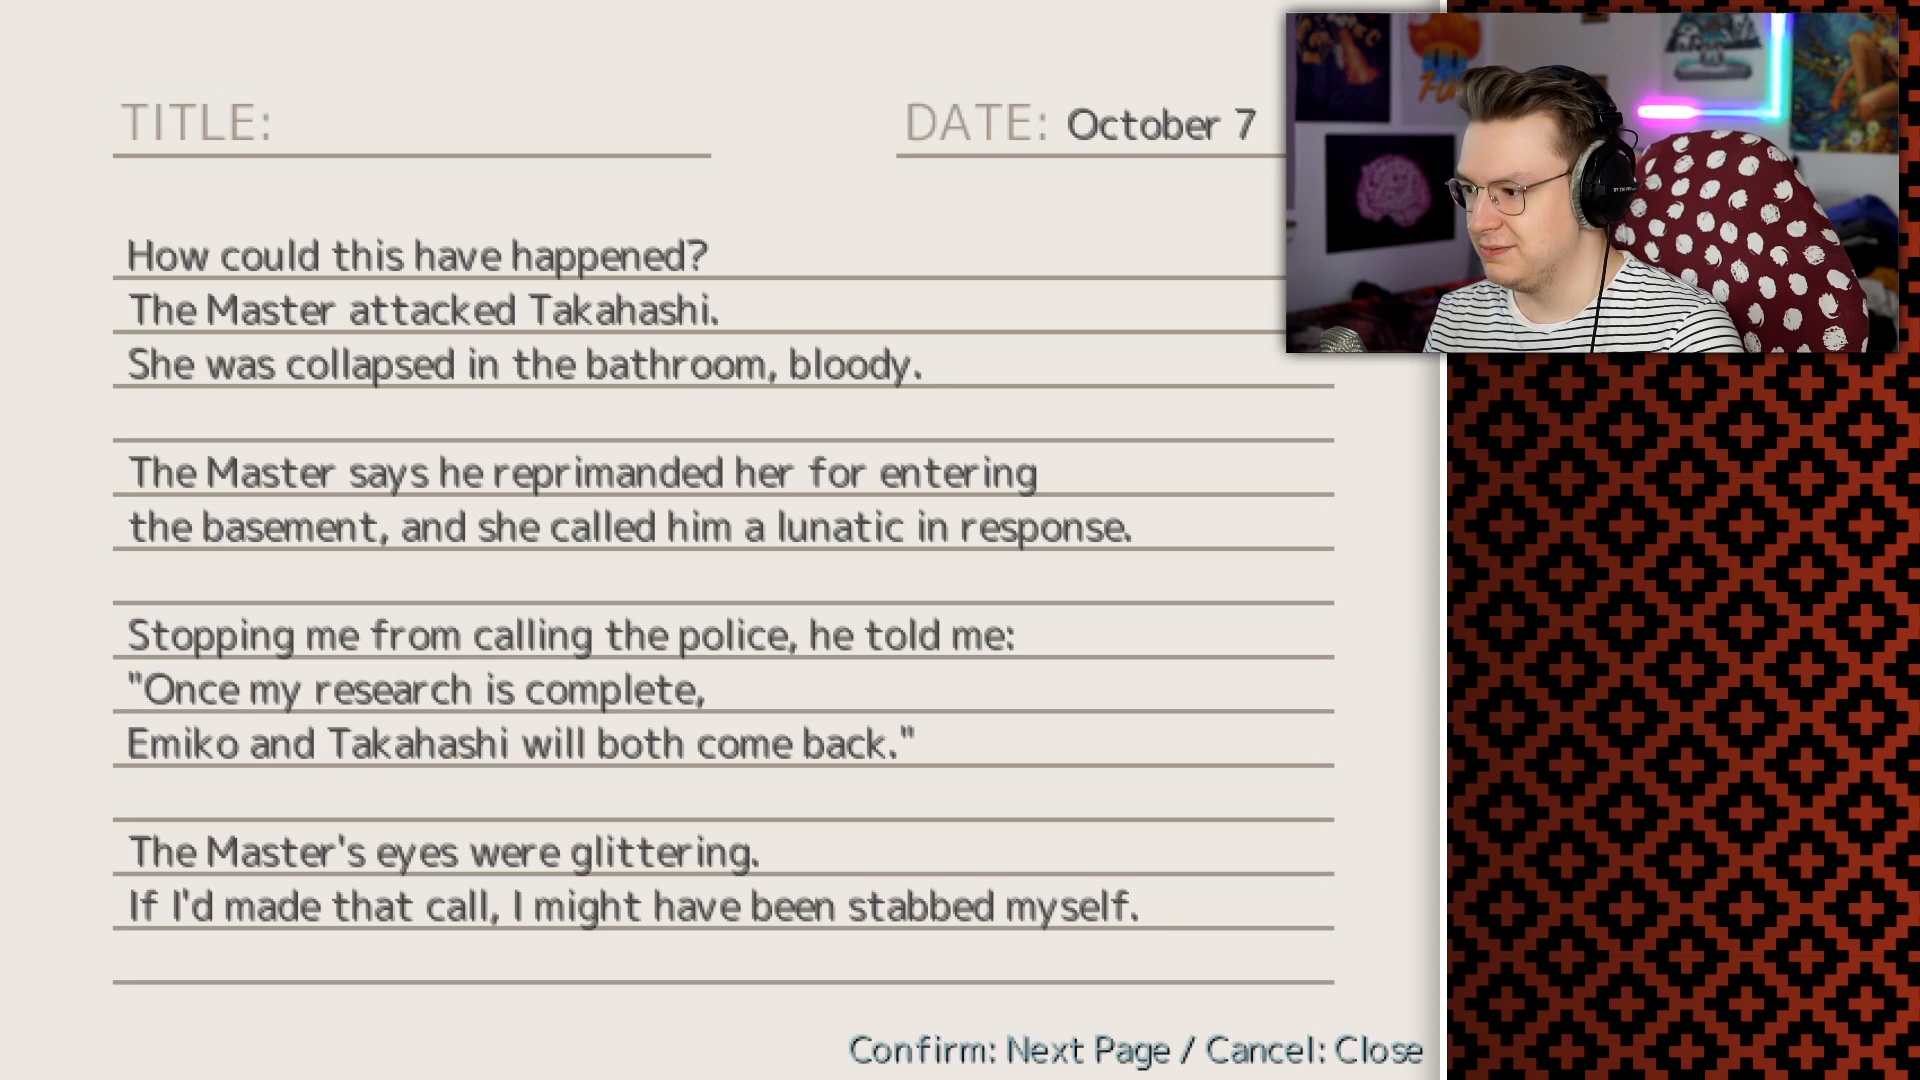 TITLE:
DATE: October 7
How could this have happened?
The Master attacked Takahashi.
She was collapsed in the bathroom, bloody.
The Master says he reprimanded her for entering
the basement, and she called him a lunatic in response.
Stopping me from calling the police, he told me:
"Once my research is complete,
Emiko and Takahashi will both come back."
The Master's eyes were glittering.
If I'd made that call, I might have been stabbed myself.
Confirm: Next Page / Cancel: Close